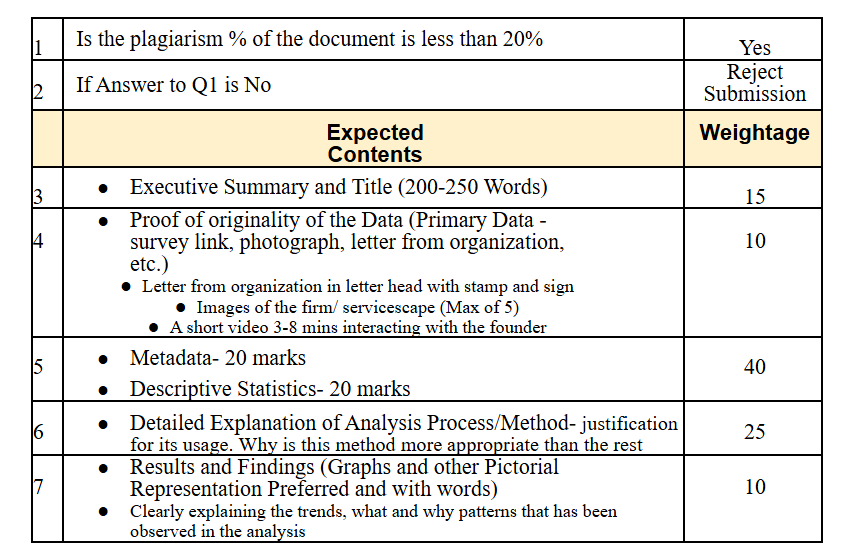 1 Is the plagiarism % of the document is less than 20% Yes
2 If Answer to Q1 is No Reject Submission
Expected Contents Weightage
3 ● Executive Summary and Title (200-250 Words) 15
4 ● Proof of originality of the Data (Primary Data - 10
survey link, photograph, letter from organization,
etc.)
● Letter from organization in letter head with stamp and sign
● Images of the firm/ servicescape (Max of 5)
● A short video 3-8 mins interacting with the founder
5 ● Metadata- 20 marks 40
● Descriptive Statistics- 20 marks
6 ● Detailed Explanation of Analysis Process/Method- justification 25
for its usage. Why is this method more appropriate than the rest
7 ● Results and Findings (Graphs and other Pictorial 10
Representation Preferred and with words)
● Clearly explaining the trends, what and why patterns that has been
observed in the analysis